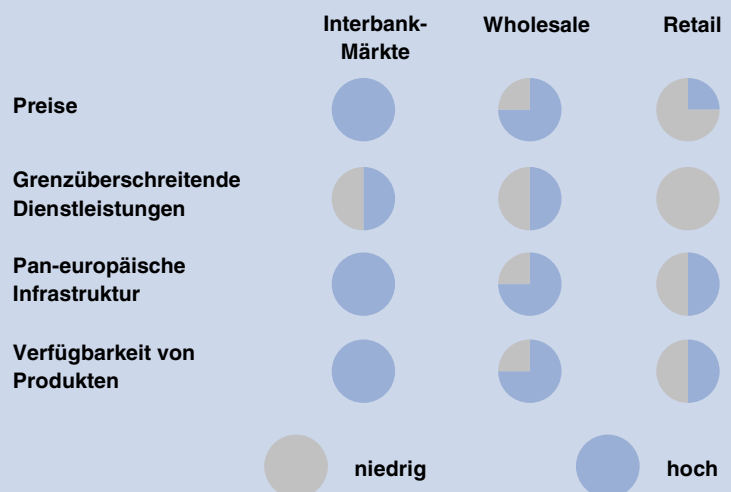 Interbank-
Märkte
Wholesale
Retail
Preise
Grenzüberschreitende
Dienstleistungen
Pan-europäische
Infrastruktur
Verfügbarkeit von
Produkten
niedrig
hoch